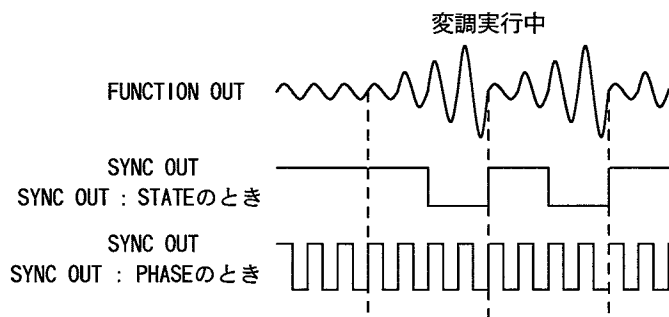 変調実行中
FUNCTION OUT
SYNC OUT
SYNC OUT : STATEのとき
SYNC OUT
SYNC OUT : PHASEのとき